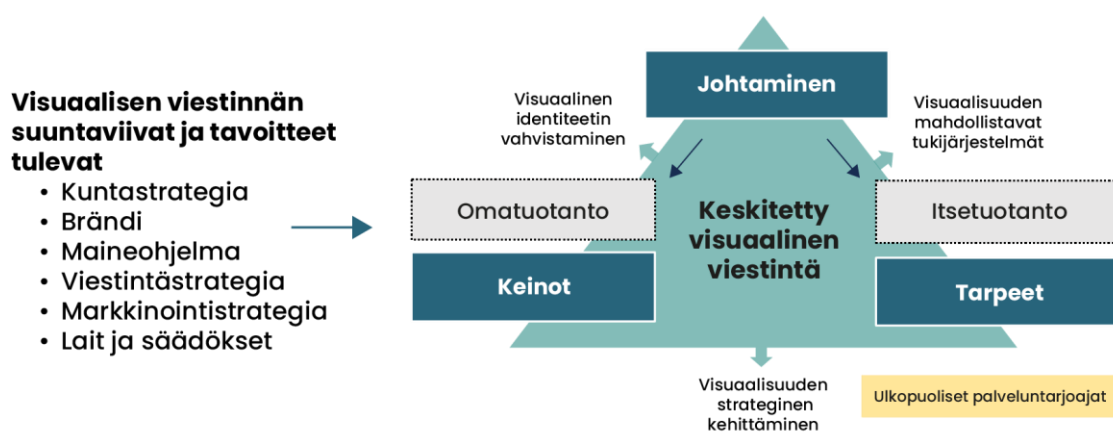 Visuaalisen viestinnän
suuntaviivat ja tavoitteet
tulevat
• Kuntastrategia
• Brändi
• Maineohjelma
• Viestintästrategia
• Markkinointistrategia
• Lait ja säädökset
Johtaminen
Visuaalinen
identiteetin
vahvistaminen
Visuaalisuuden
mahdollistavat
tukijärjestelmät
Omatuotanto
Keskitetty
visuaalinen
viestintä
Itsetuotanto
Keinot
Tarpeet
Visuaalisuuden
strateginen
kehittäminen
Ulkopuoliset palveluntarjoajat